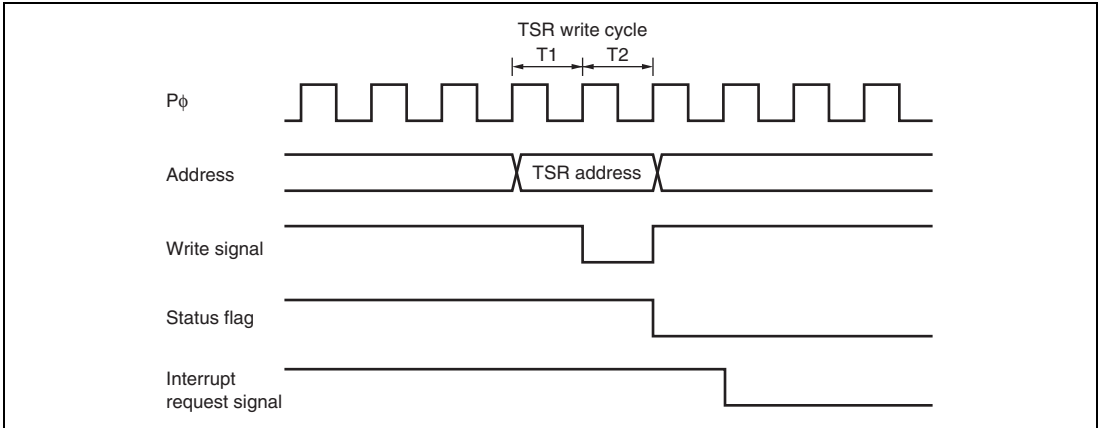 TSR write cycle
T1 T2
Pϕ
Address
TSR address
Write signal
Status flag
Interrupt
request signal